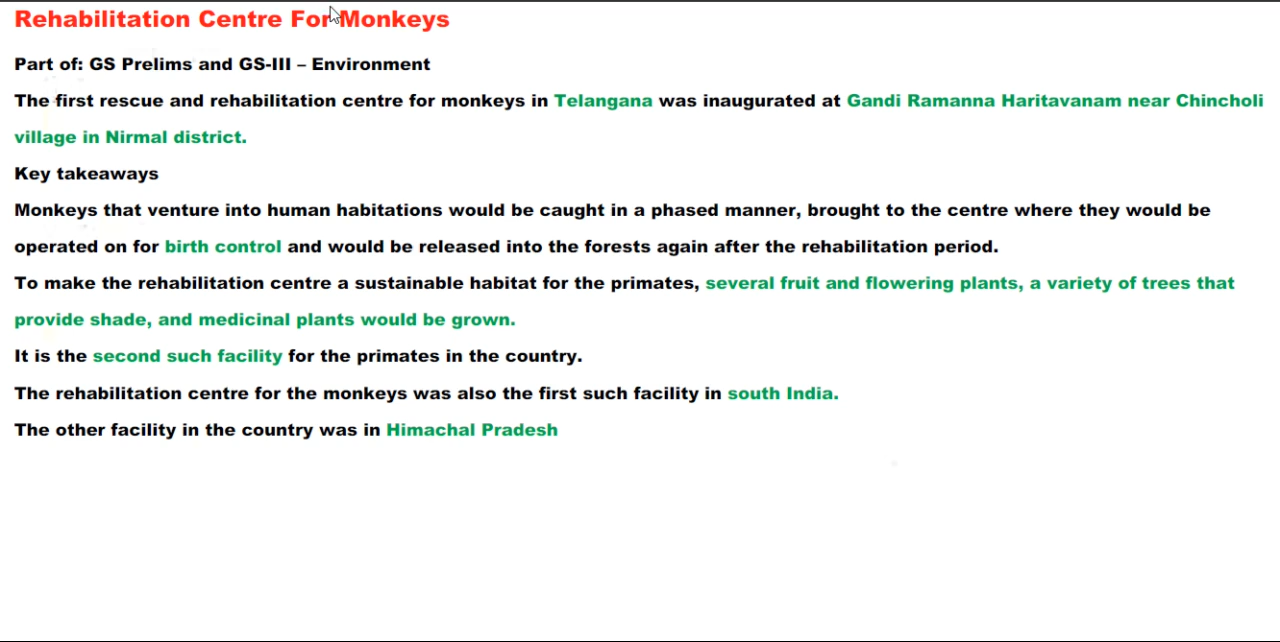 Rehabilitation Centre For Monkeys
Part of: GS Prelims and GS-III – Environment
The first rescue and rehabilitation centre for monkeys in Telangana was inaugurated at Gandi Ramanna Haritavanam near Chincholi
village in Nirmal district.
Key takeaways
Monkeys that venture into human habitations would be caught in a phased manner, brought to the centre where they would be
operated on for birth control and would be released into the forests again after the rehabilitation period.
To make the rehabilitation centre a sustainable habitat for the primates, several fruit and flowering plants, a variety of trees that
provide shade, and medicinal plants would be grown.
It is the second such facility for the primates in the country.
The rehabilitation centre for the monkeys was also the first such facility in south India.
The other facility in the country was in Himachal Pradesh